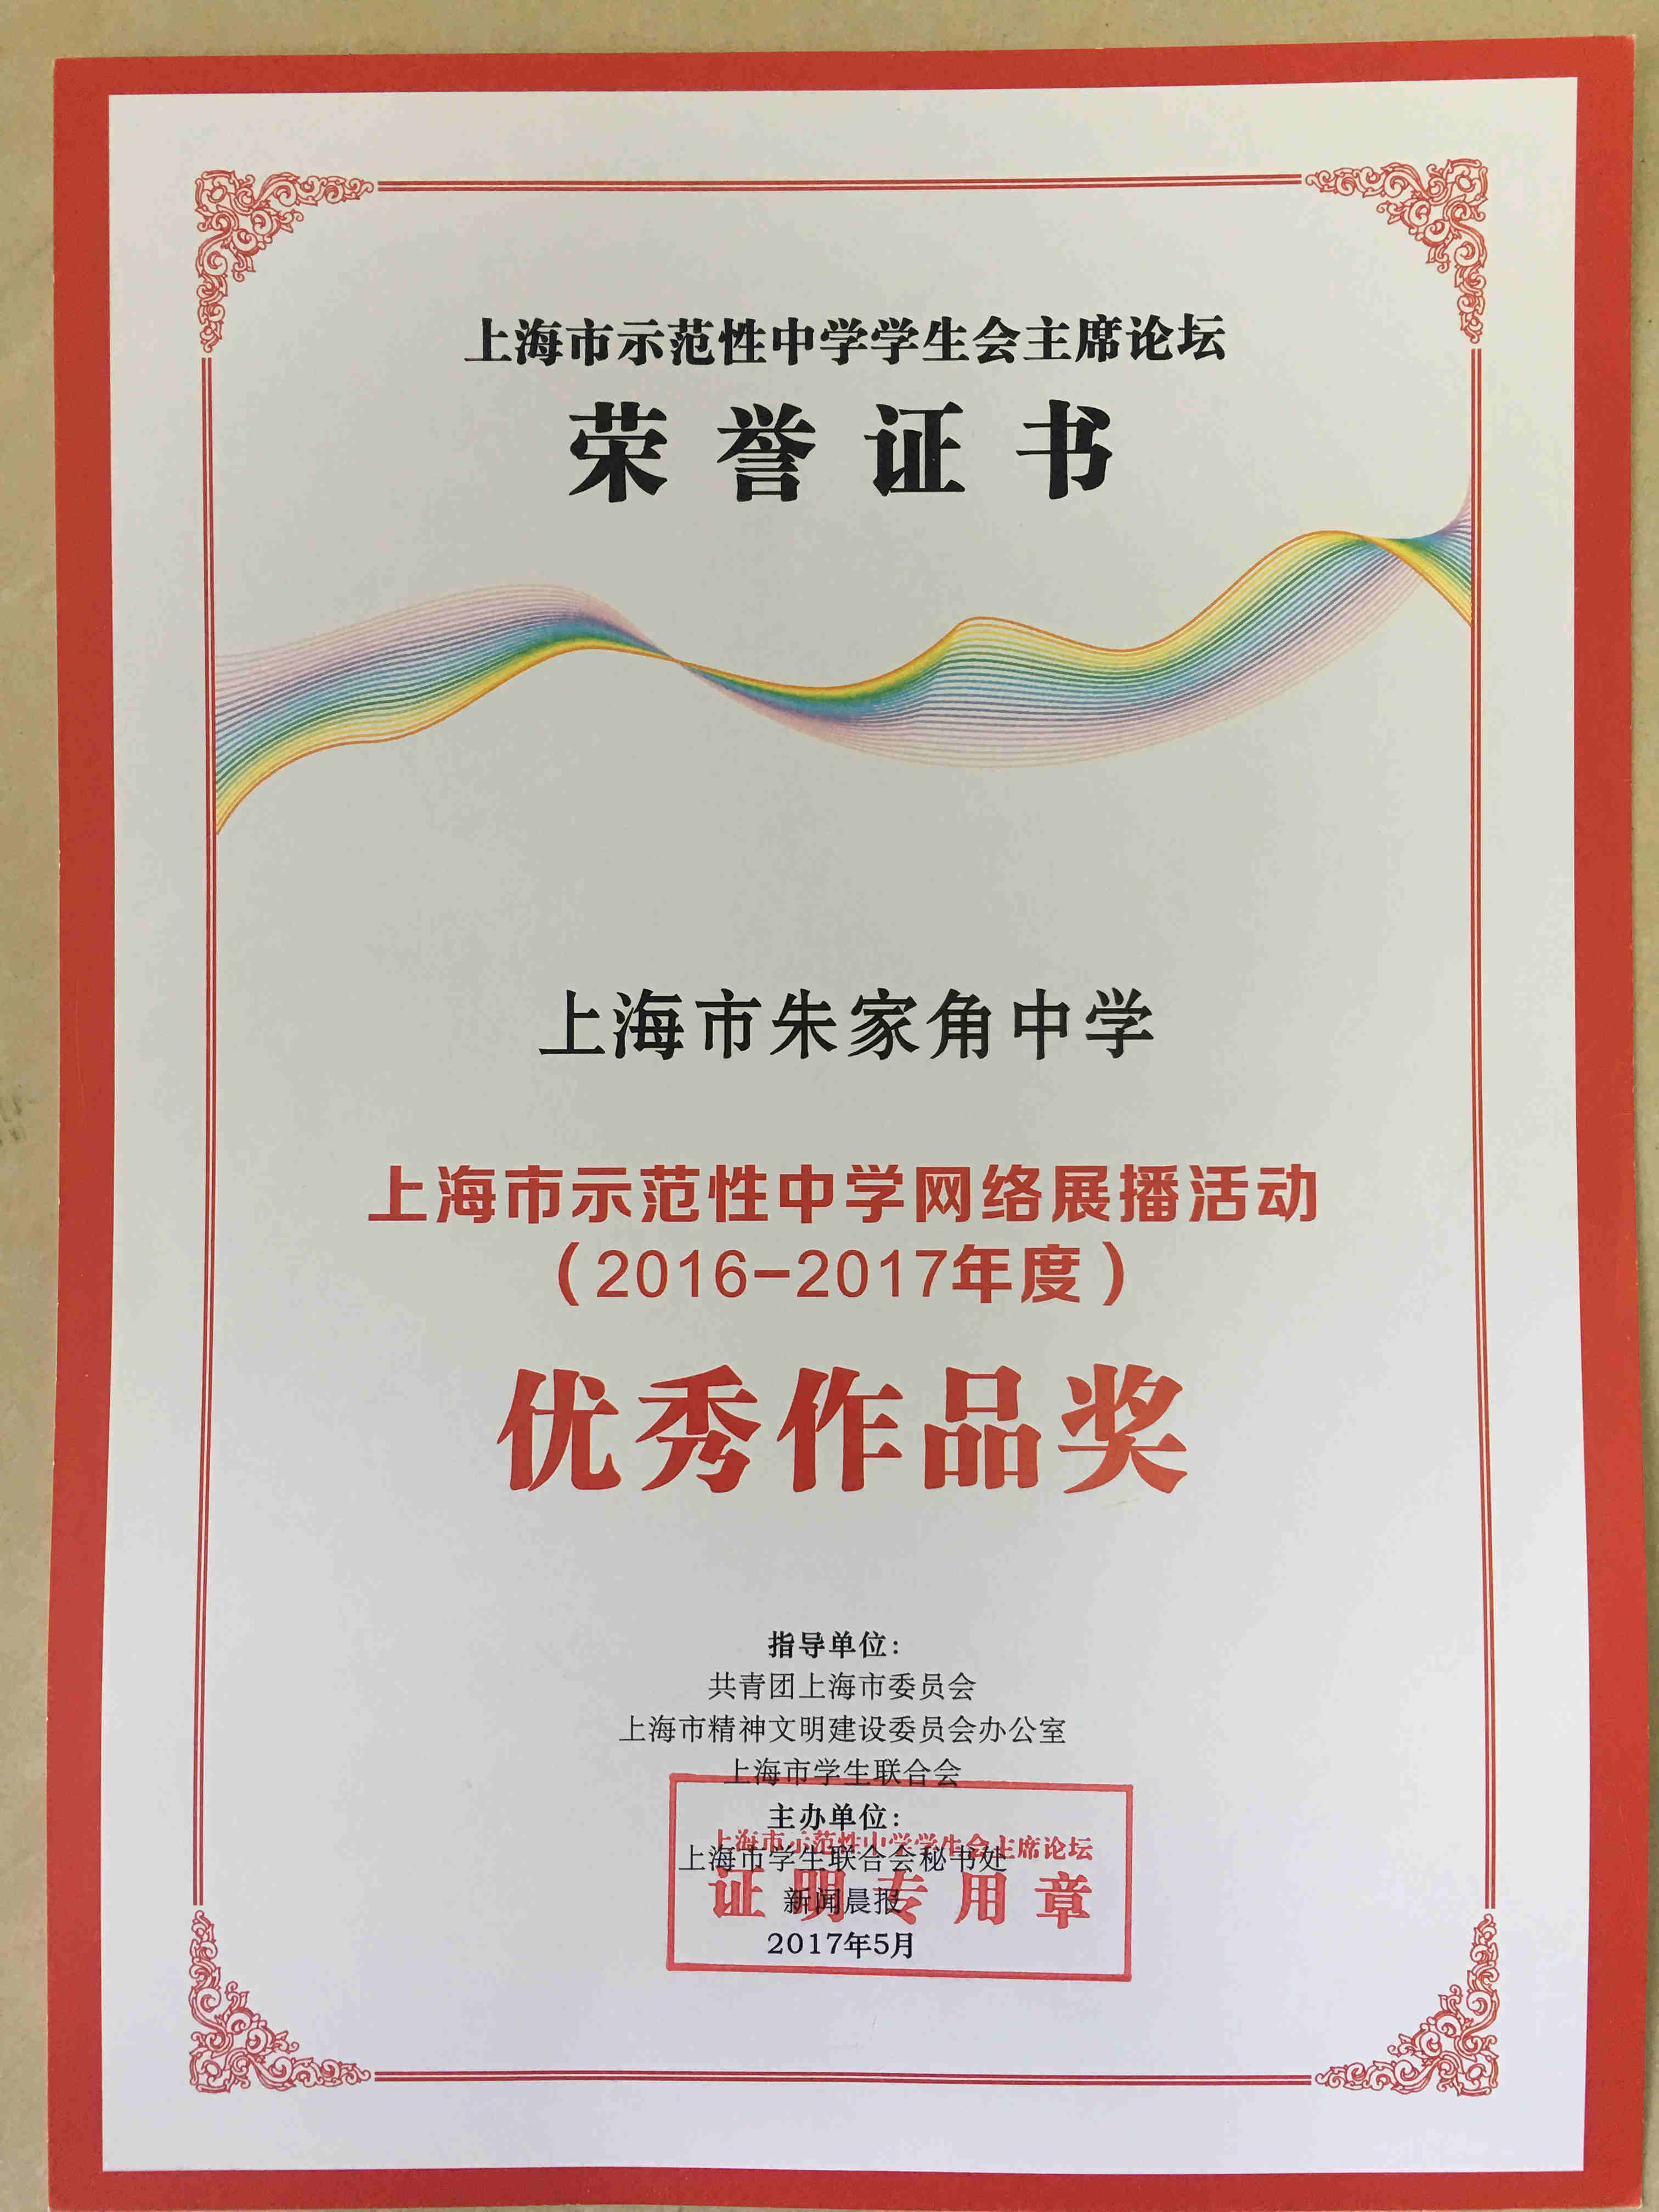 上海市示范性中学学生会主席论坛
荣誉证书
上海市朱家角中学
上海市示范性中学网络展播活动
（2016-2017年度）
优秀作品奖
指导单位：
共青团上海市委员会
上海市精神文明建设委员会办公室
上海市学生联合会
主办单位：
上海市示范性中学学生会主席论坛
上海市学生联合会秘书处
证明专用章
新闻晨报
2017年5月